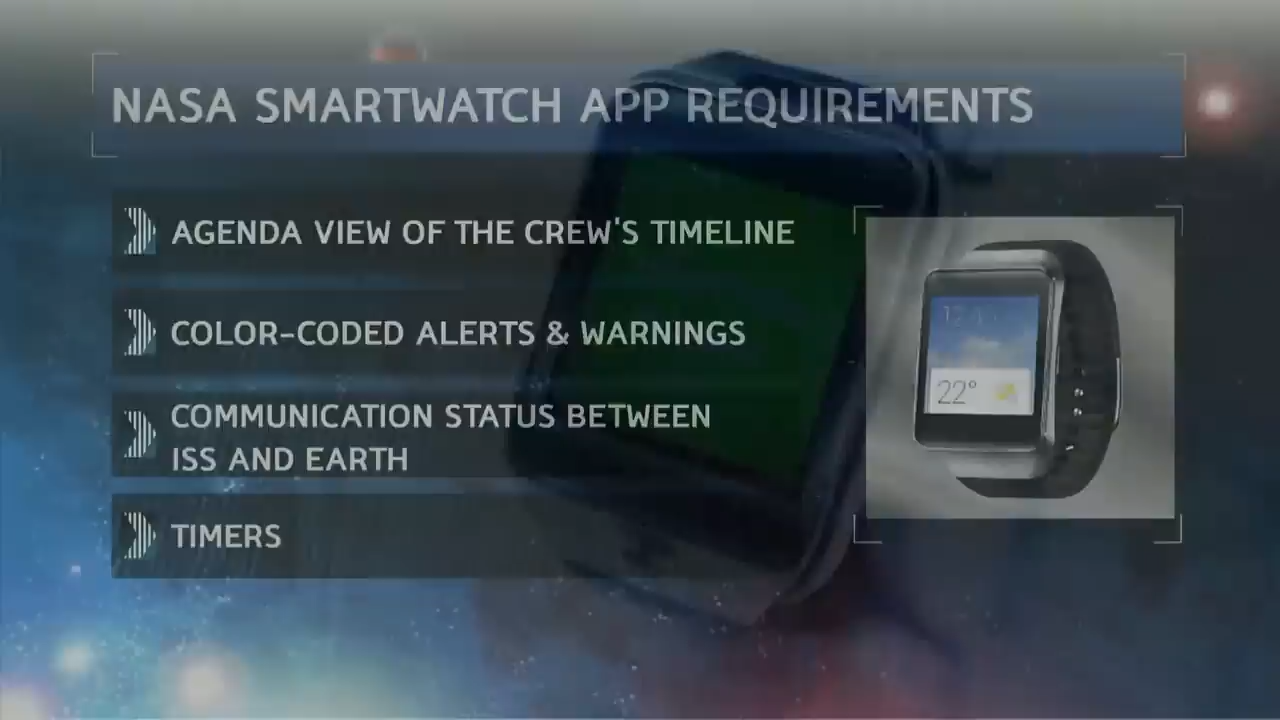 NASA SMARTWATCH APP REQUIREMENTS
AGENDA VIEW OF THE CREW'S TIMELINE
COLOR-CODED ALERTS & WARNINGS
COMMUNICATION STATUS BETWEEN
ISS AND EARTH
TIMERS
22°